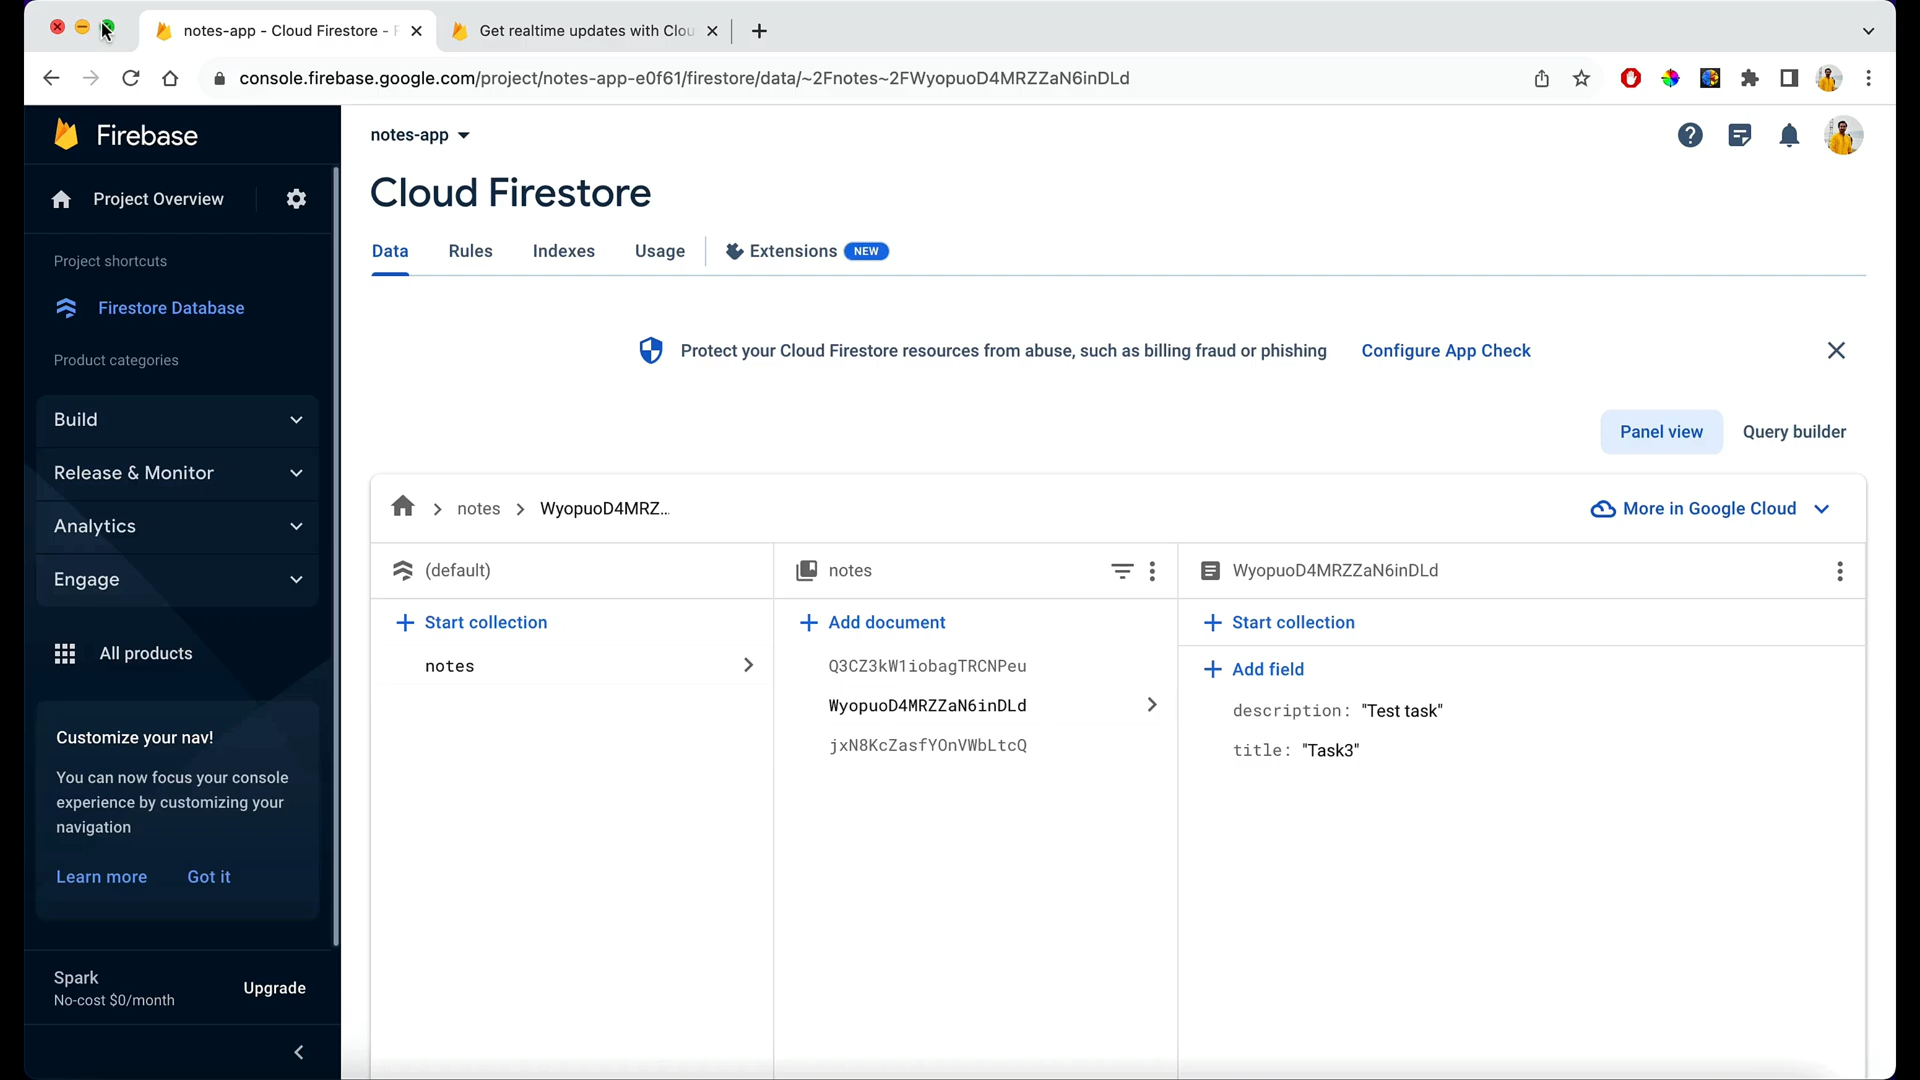 notes-app - Cloud Firestore -
Get realtime updates with Clou
console.firebase.google.com/project/notes-app-e0f61/firestore/data/~2Fnotes~2FWyopuoD4MRZZaN6inDLd
Firebase
Project Overview
Project shortcuts
Firestore Database
Product categories
Build
Release & Monitor
Analytics
Engage
All products
Customize your nav!
You can now focus your console
experience by customizing your
navigation
Learn more Got it
Spark
No-cost $0/month
Upgrade
notes-app
Cloud Firestore
Data Rules Indexes Usage Extensions NEW
Protect your Cloud Firestore resources from abuse, such as billing fraud or phishing Configure App Check
Panel view Query builder
notes WyopuoD4MRZ...
More in Google Cloud
(default)
Start collection
notes
notes
Add document
Q3CZ3kW1iobagTRCNPeu
WyopuoD4MRZZaN6inDLd
jxN8KcZasfYOnVWbLtcQ
WyopuoD4MRZZaN6inDLd
Start collection
Add field
description: "Test task"
title: "Task3"